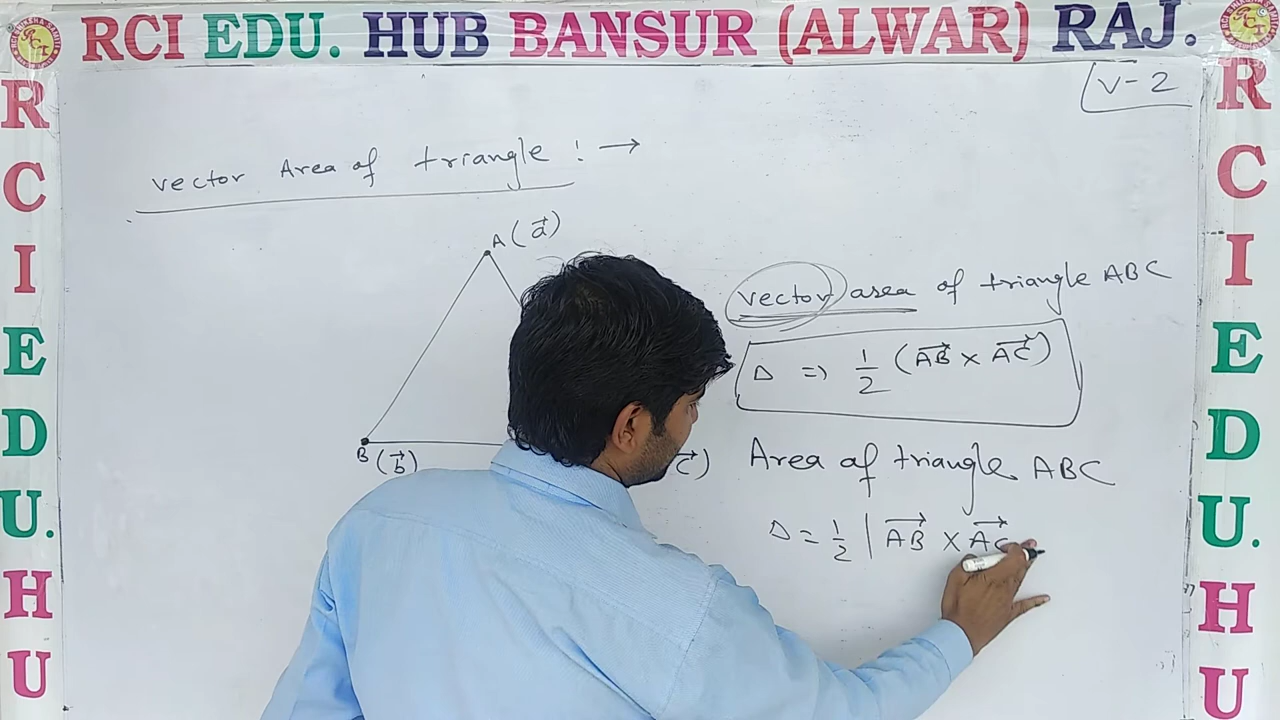 RCI EDU. HUB BANSUR (ALWAR) RAJ.
V-2
vector Area of triangle : →
A (a⃗)
B (b⃗)
c⃗)
vector area of triangle ABC
Δ ⇒ 1/2 (AB⃗ × AC⃗)
Area of triangle ABC
Δ = 1/2 | AB⃗ × AC⃗
R
C
I
E
D
U.
H
U
R
C
I
E
D
U.
H
U